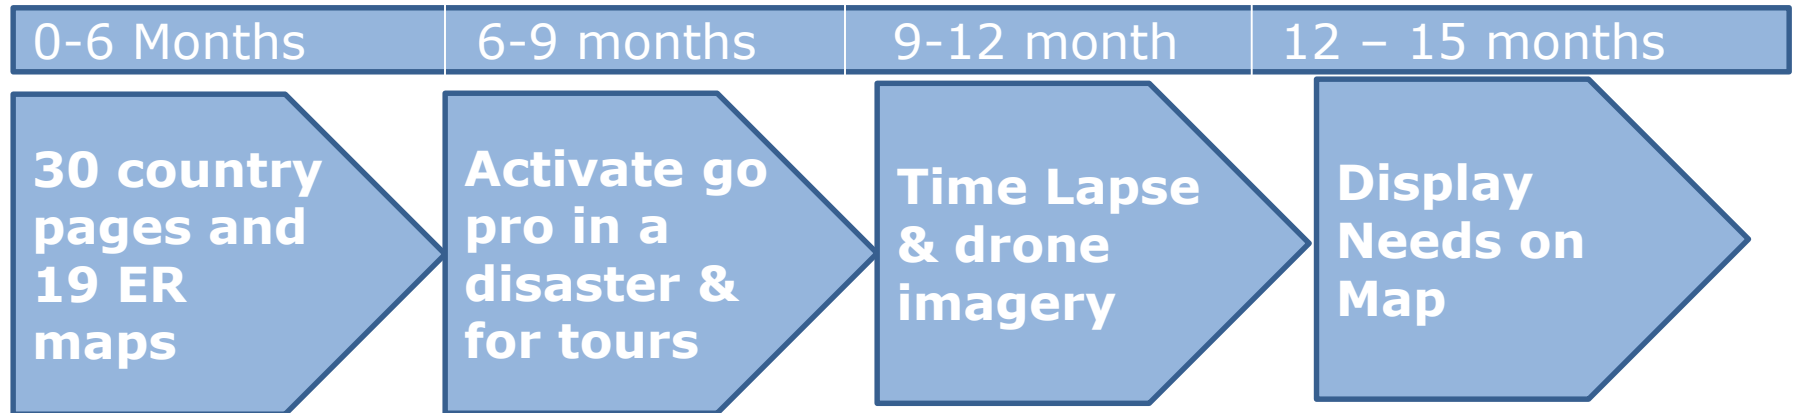 0-6 Months
6-9 months
9-12 month
12 – 15 months
30 country
pages and
19 ER
maps
Activate go
pro in a
disaster &
for tours
Time Lapse
& drone
imagery
Display
Needs on
Map